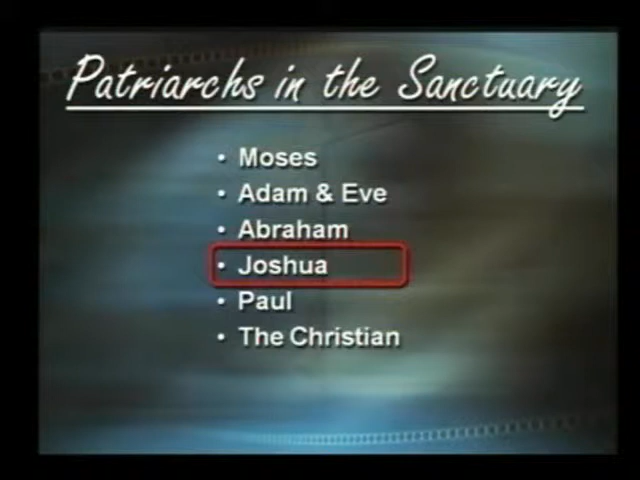 Patriarchs in the Sanctuary
• Moses
• Adam & Eve
• Abraham
• Joshua
• Paul
• The Christian